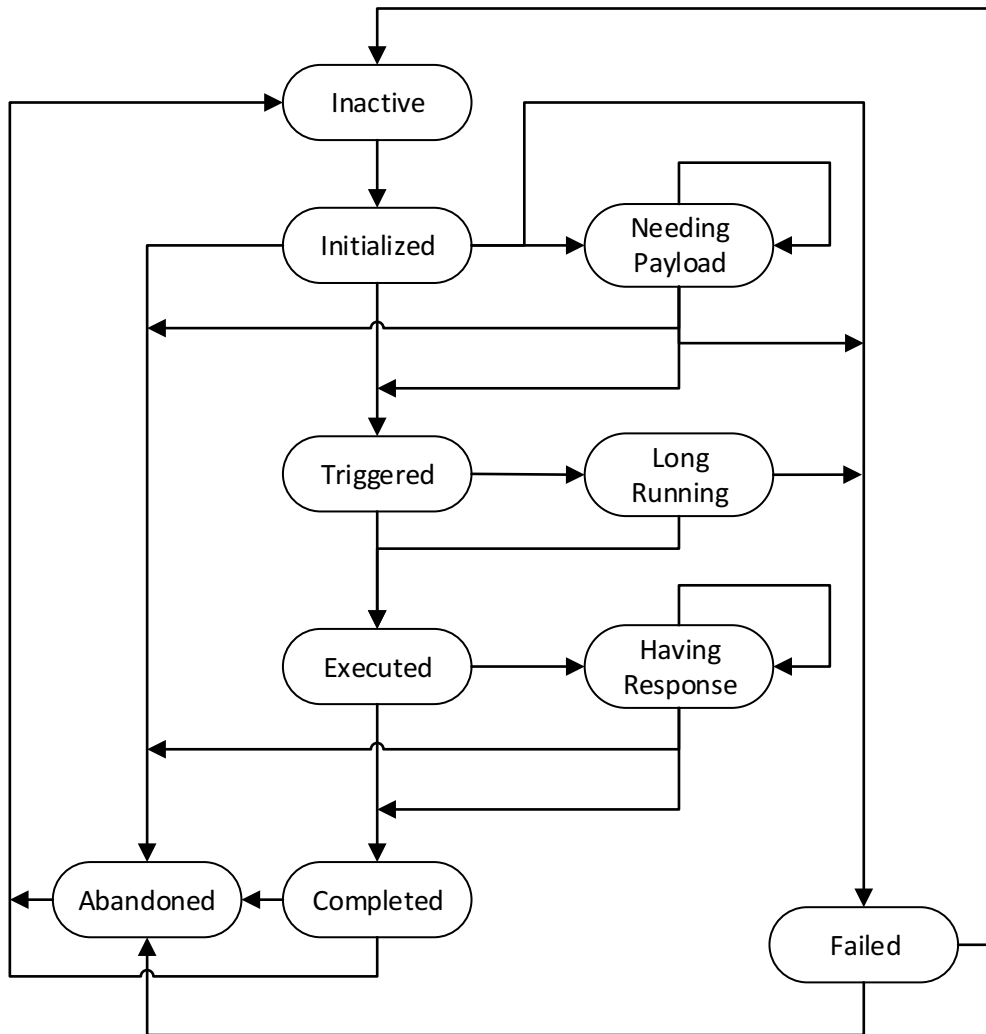 Inactive
Initialized
Needing
Payload
Triggered
Long
Running
Executed
Having
Response
Abandoned
Completed
Failed